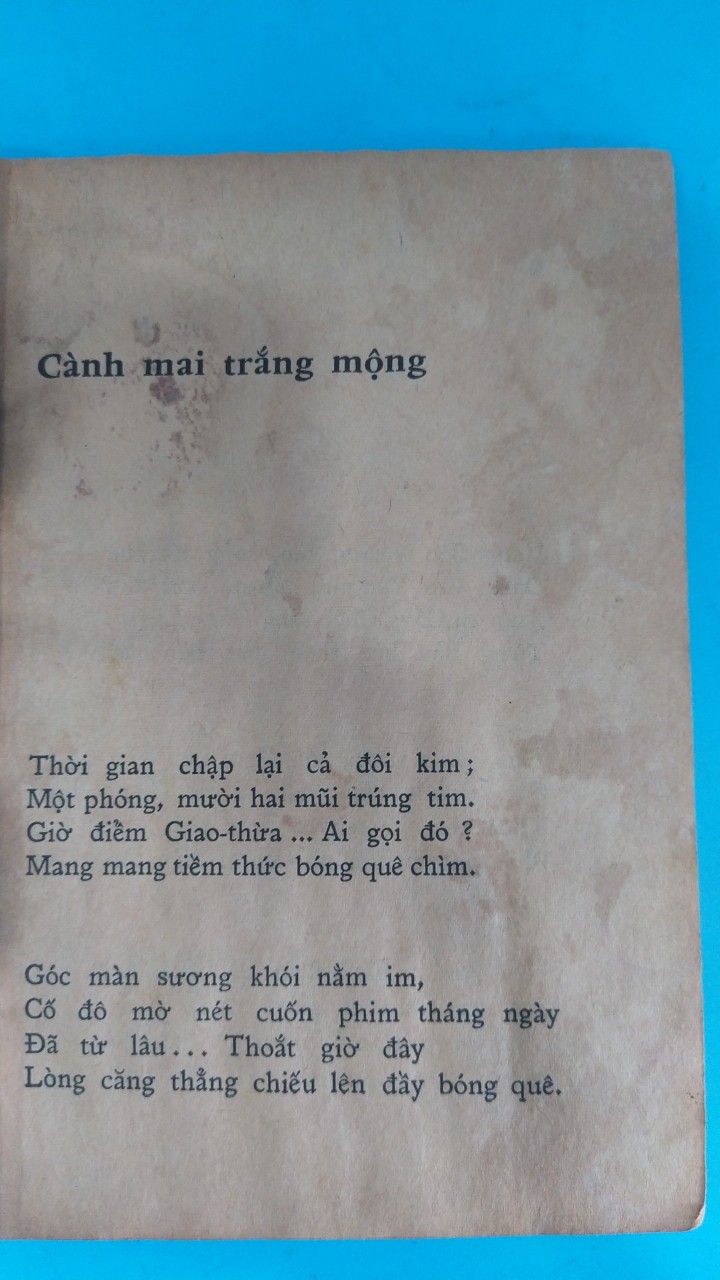 Cành mai trắng mộng
Thời gian chập lại cả đôi kim ;
Một phóng, mười hai mũi trúng tim.
Giờ điểm Giao-thừa ... Ai gọi đó ?
Mang mang tiềm thức bóng quê chìm.
Góc màn sương khói nằm im,
Cố đô mờ nét cuốn phim tháng ngày
Đã từ lâu ... Thoắt giờ đây
Lòng căng thẳng chiếu lên đầy bóng quê.